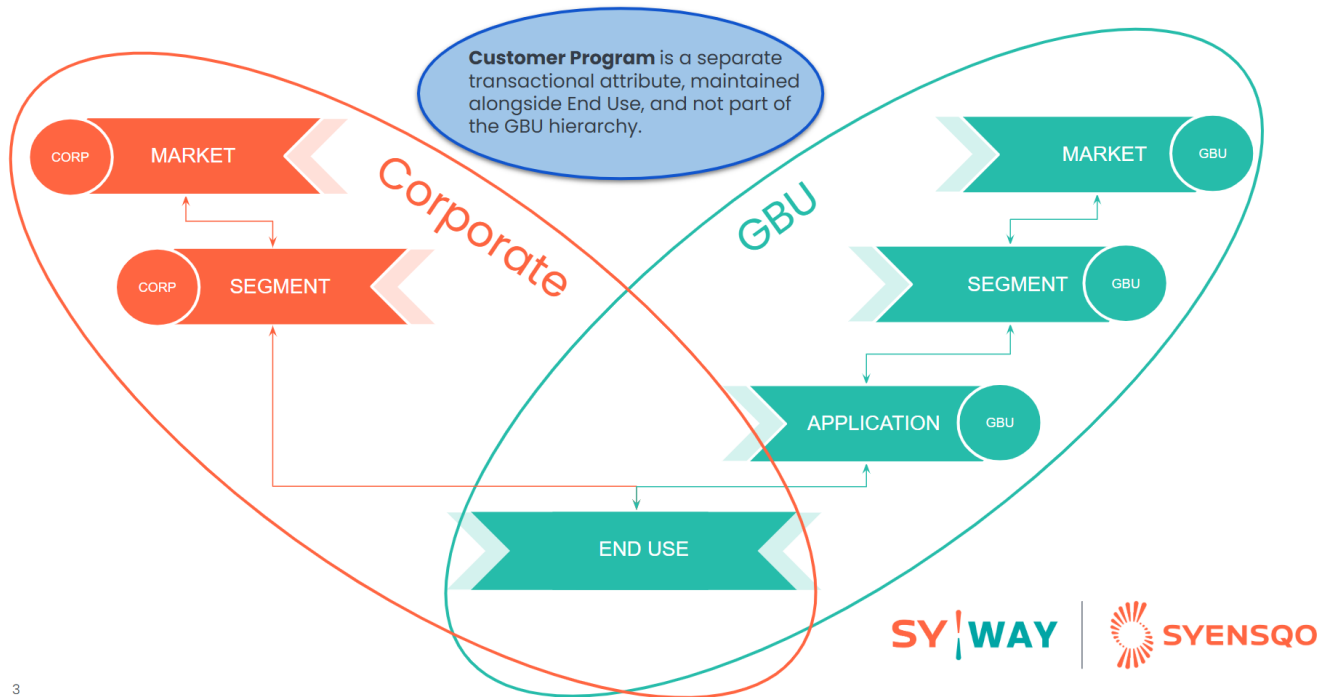 Customer Program is a separate
transactional attribute, maintained
alongside End Use, and not part of
the GBU hierarchy.
CORP
MARKET
MARKET
GBU
Corporate
GBU
CORP
SEGMENT
SEGMENT
GBU
APPLICATION
GBU
END USE
SY!WAY
SYENSQO
3